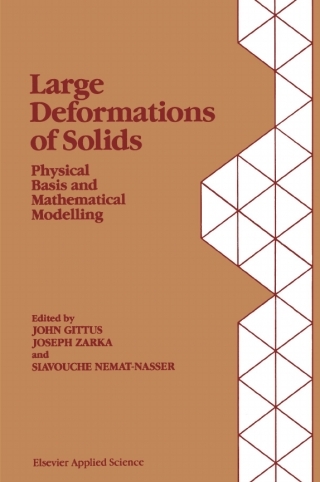 Large
Deformations
of Solids
Physical
Basis and
Mathematical
Modelling
Edited by
JOHN GITTUS
JOSEPH ZARKA
and
SIAVOUCHE NEMAT-NASSER
Elsevier Applied Science